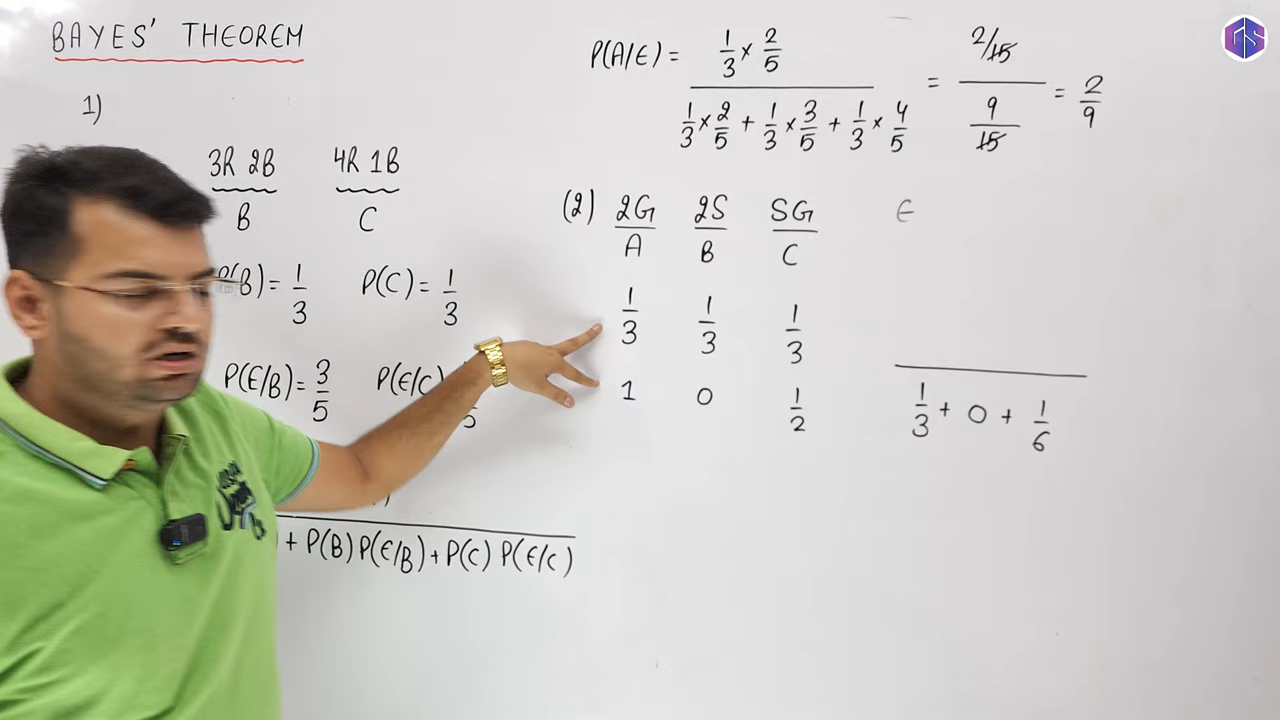 BAYES' THEOREM
1)
3R 2B 4R 1B
B C
P(B) = 1/3 P(C) = 1/3
P(E/B) = 3/5 P(E/C)
+ P(B) P(E/B) + P(C) P(E/C)
P(A/E) = (1/3 × 2/5) / (1/3 × 2/5 + 1/3 × 3/5 + 1/3 × 4/5) = (2/15) / (9/15) = 2/9
(2) 2G 2S SG E
A B C
1/3 1/3 1/3
1 0 1/2
1/3 + 0 + 1/6